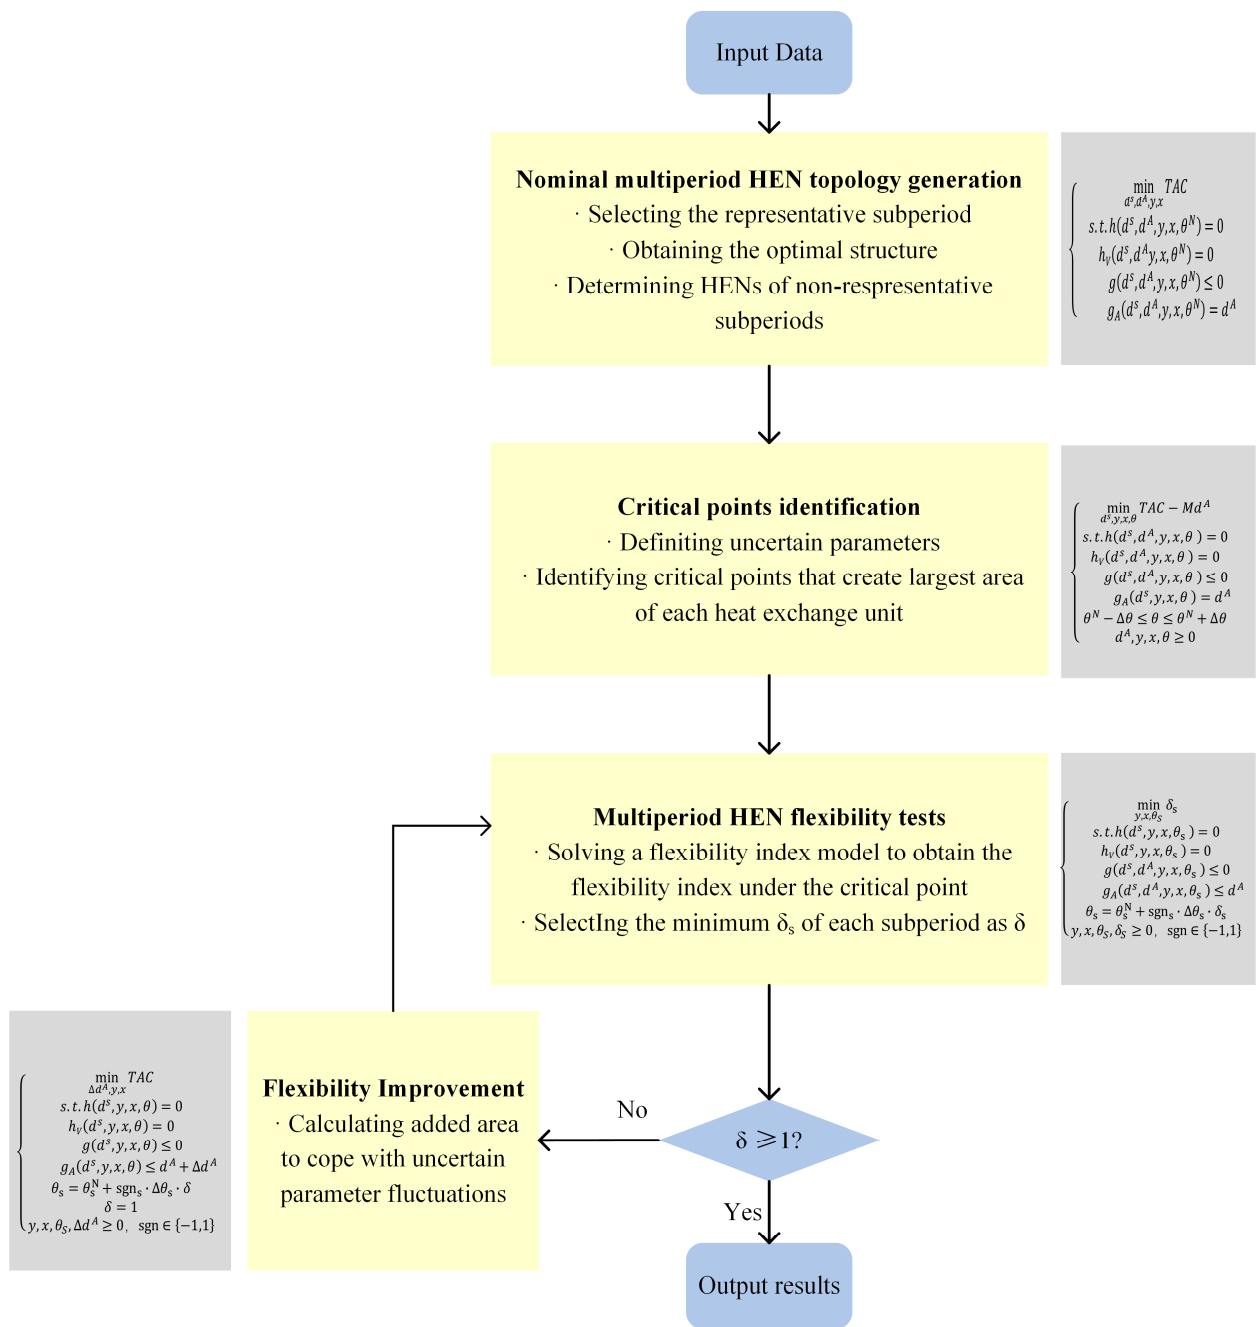 Input Data
Nominal multiperiod HEN topology generation
· Selecting the representative subperiod
· Obtaining the optimal structure
· Determining HENs of non-respresentative
subperiods
min TAC
d^s,d^A,y,x
s.t.h(d^s,d^A,y,x,θ^N) = 0
h_V(d^s,d^Ay,x,θ^N) = 0
g(d^s,d^A,y,x,θ^N) ≤ 0
g_A(d^s,d^A,y,x,θ^N) = d^A
Critical points identification
· Definiting uncertain parameters
· Identifying critical points that create largest area
of each heat exchange unit
min TAC − Md^A
d^s,y,x,θ
s.t.h(d^s,d^A,y,x,θ) = 0
h_V(d^s,d^A,y,x,θ) = 0
g(d^s,d^A,y,x,θ) ≤ 0
g_A(d^s,y,x,θ) = d^A
θ^N − Δθ ≤ θ ≤ θ^N + Δθ
d^A,y,x,θ ≥ 0
Multiperiod HEN flexibility tests
· Solving a flexibility index model to obtain the
flexibility index under the critical point
· SelectIng the minimum δ_s of each subperiod as δ
min δ_s
y,x,θ_S
s.t.h(d^s,y,x,θ_s) = 0
h_V(d^s,y,x,θ_s) = 0
g(d^s,d^A,y,x,θ_s) ≤ 0
g_A(d^s,d^A,y,x,θ_s) ≤ d^A
θ_s = θ_s^N + sgn_s · Δθ_s · δ_s
y,x,θ_S,δ_S ≥ 0, sgn ∈ {−1,1}
min TAC
Δd^A,y,x
s.t.h(d^s,y,x,θ) = 0
h_V(d^s,y,x,θ) = 0
g(d^s,y,x,θ) ≤ 0
g_A(d^s,y,x,θ) ≤ d^A + Δd^A
θ_s = θ_s^N + sgn_s · Δθ_s · δ
δ = 1
y,x,θ_S,Δd^A ≥ 0, sgn ∈ {−1,1}
Flexibility Improvement
· Calculating added area
to cope with uncertain
parameter fluctuations
No
δ ⩾1?
Yes
Output results